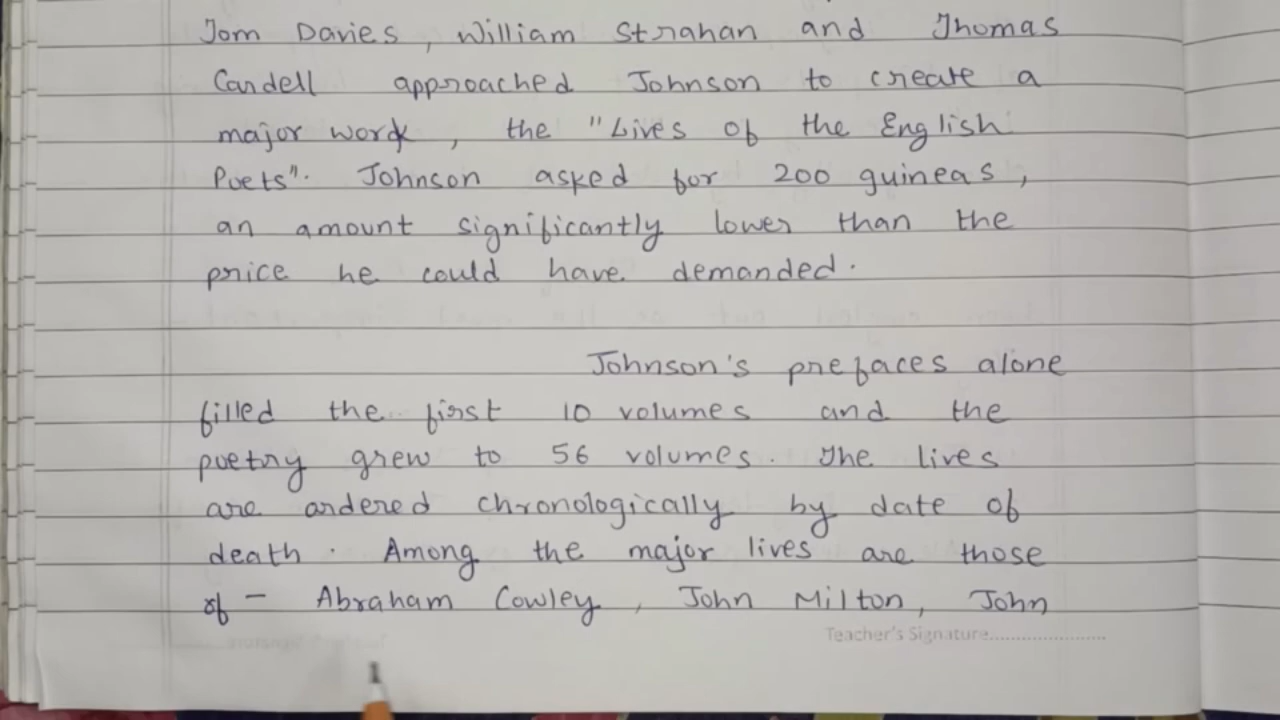 Tom Davies, William Strahan and Thomas
Cardell approached Johnson to create a
major work, the "Lives of the English
Poets". Johnson asked for 200 guineas,
an amount significantly lower than the
price he could have demanded.
Johnson's prefaces alone
filled the first 10 volumes and the
poetry grew to 56 volumes. The lives
are ordered chronologically by date of
death. Among the major lives are those
of - Abraham Cowley, John Milton, John
Teacher's Signature......................